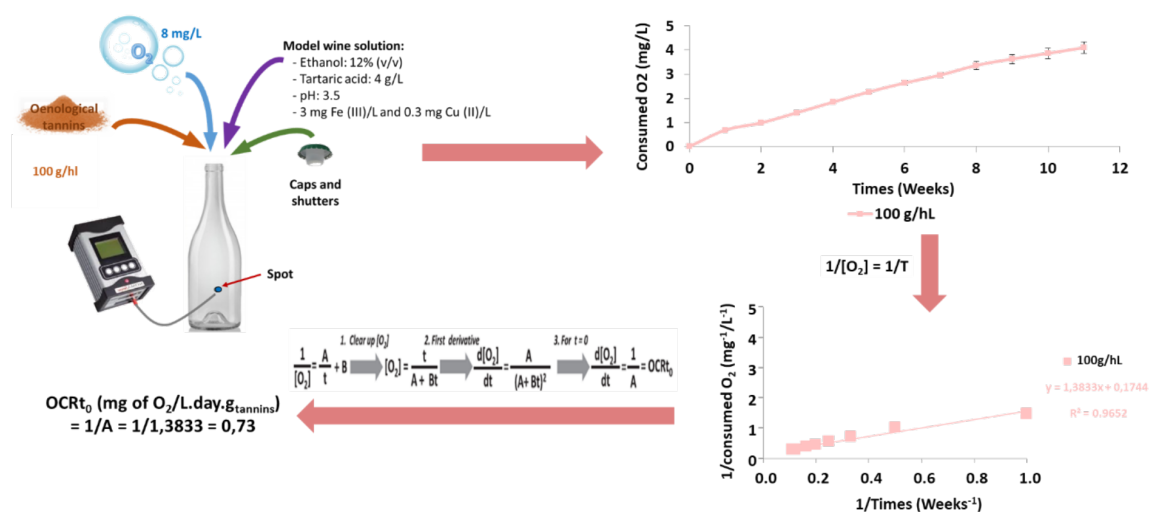 8 mg/L
O2
Oenological
tannins
100 g/hl
Model wine solution:
- Ethanol: 12% (v/v)
- Tartaric acid: 4 g/L
- pH: 3.5
- 3 mg Fe (III)/L and 0.3 mg Cu (II)/L
Caps and
shutters
Spot
Consumed O2 (mg/L)
5
4
3
2
1
1
0
0 2 4 6 8 10 12
Times (Weeks)
100 g/hL
1/[O₂] = 1/T
1/consumed O₂ (mg⁻¹/L⁻¹)
5
4
3
2
1
0
0.0 0.2 0.4 0.6 0.8 1.0
1/Times (Weeks⁻¹)
100g/hL
y = 1,3833x + 0,1744
R² = 0.9652
1. Clear up [O₂] 2. First derivative 3. For t=0
1/[O₂] = A/t + B [O₂] = t/(A + Bt) d[O₂]/dt = A/(A+Bt)² d[O₂]/dt = 1/A = OCRt₀
OCRt₀ (mg of O₂/L.day.g_tannins)
= 1/A = 1/1,3833 = 0,73